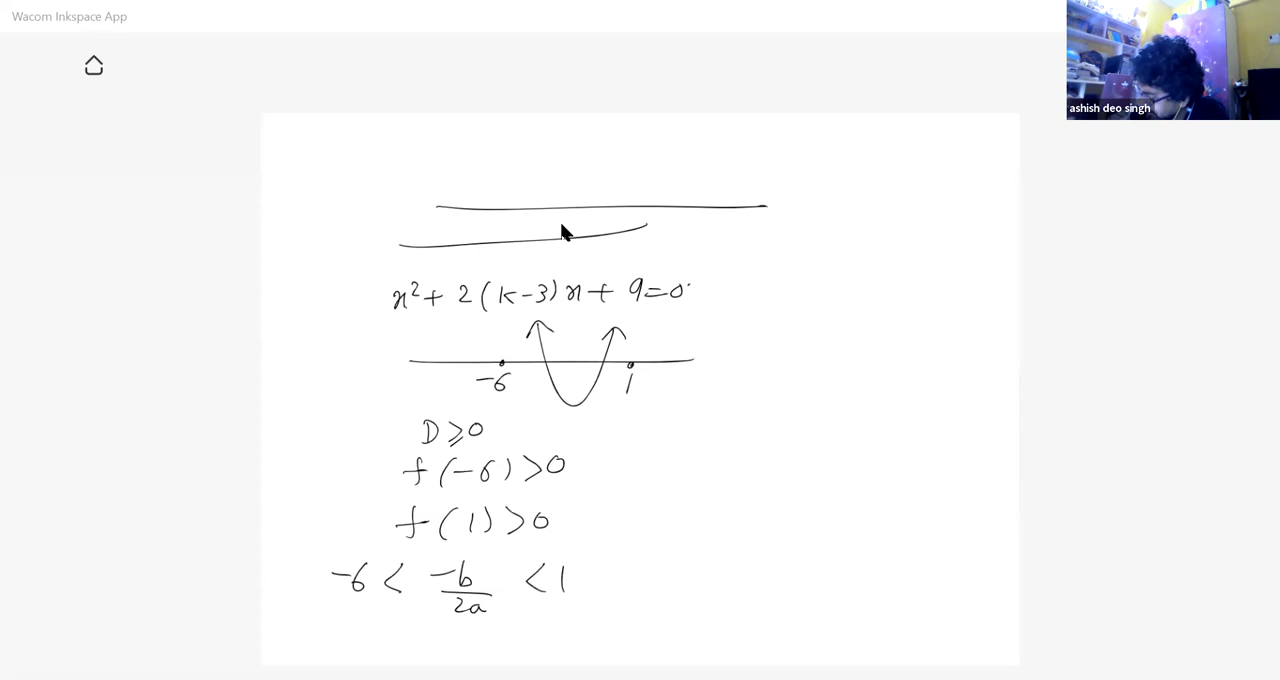 Wacom Inkspace App
ashish deo singh
x²+ 2(k-3)x+ 9=0
-6 1
D⩾0
f(-6)>0
f(1)>0
-6 < -b/2a < 1